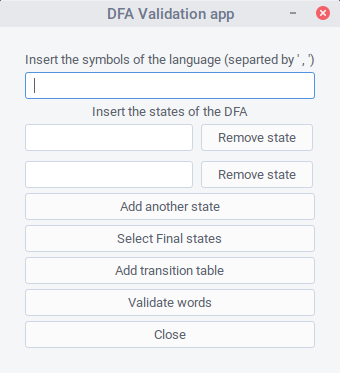 DFA Validation app
Insert the symbols of the language (separted by ' , ')
Insert the states of the DFA
Remove state
Remove state
Add another state
Select Final states
Add transition table
Validate words
Close